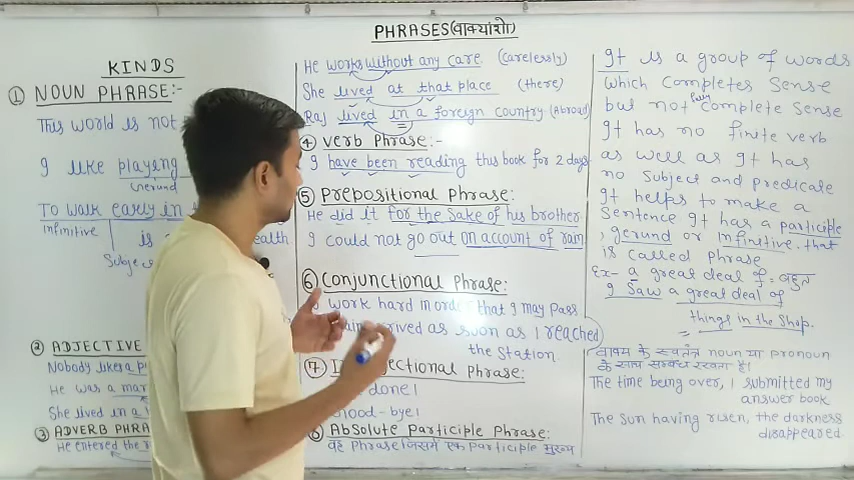 PHRASES(वाक्यांशो)
KINDS
① NOUN PHRASE:-
This world is not
I like playing
Gerund
To walk early in
Infinitive
is
ealth.
Subje
② ADJECTIVE
Nobody likes a p
He was a man
She lived in a
③ ADVERB PHRA
He entered the r
He works without any care. (carelessly)
She lived at that place (there)
Raj lived in a foreign country (Abroad)
④ Verb Phrase:-
I have been reading this book for 2 days
⑤ Prepositional Phrase:
He did it for the sake of his brother.
I could not go out on account of rain.
⑥ Conjunctional Phrase:
work hard in order that I may pass
rived as soon as I reached
the Station
⑦ I jectional Phrase:
done!
ood-bye!
⑧ Absolute Participle Phrase:
वह Phrase जिसमें एक Participle मुख्य
It is a group of words
which completes sense
but not fully complete sense
It has no finite verb
as well as It has
no subject and predicate
It helps to make a
sentence It has a participle
, gerund or infinitive. that
is called Phrase
Ex- a great deal of = बहुत
I saw a great deal of
things in the shop.
वाक्य के स्वतंत्र noun या pronoun
के साथ सम्बंध रखता है।
The time being over, I submitted my
answer book
The sun having risen, the darkness
disappeared.